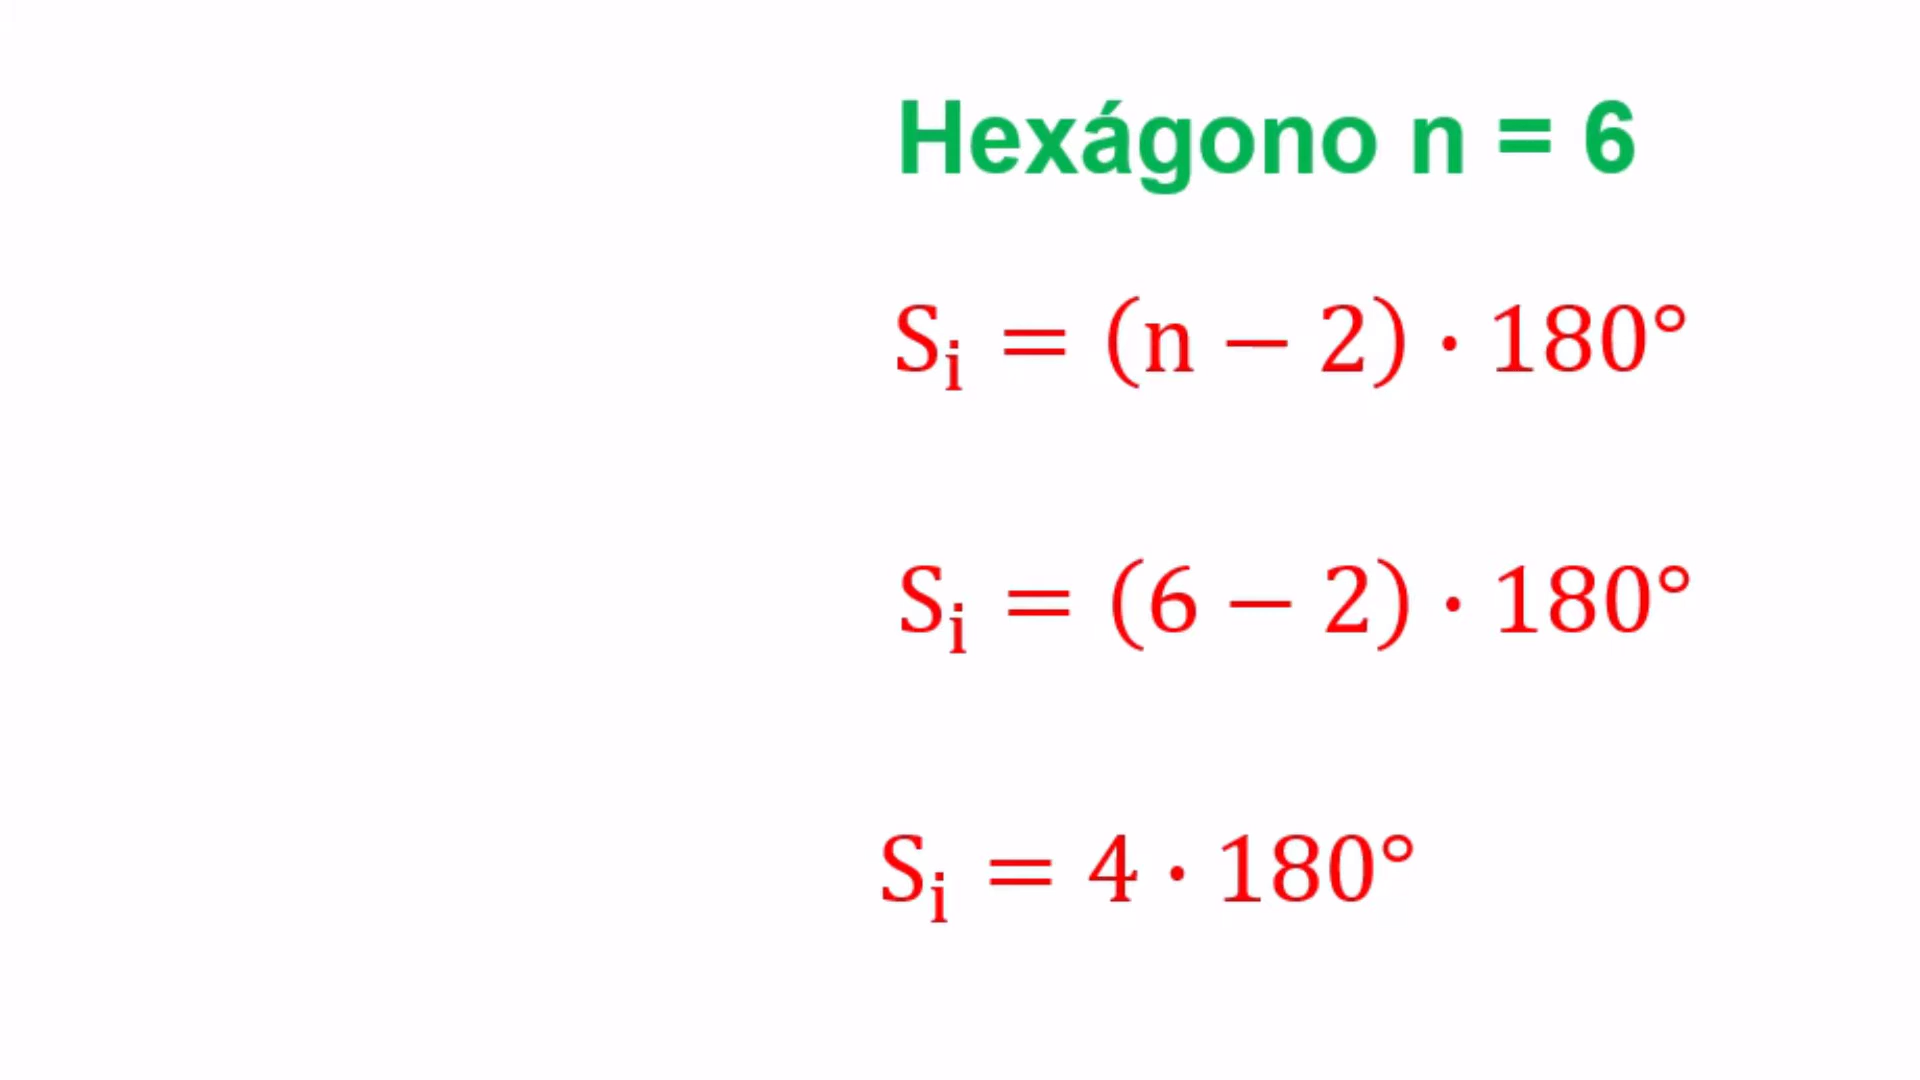 Hexágono n = 6
Sᵢ = (n − 2) · 180°
Sᵢ = (6 − 2) · 180°
Sᵢ = 4 · 180°